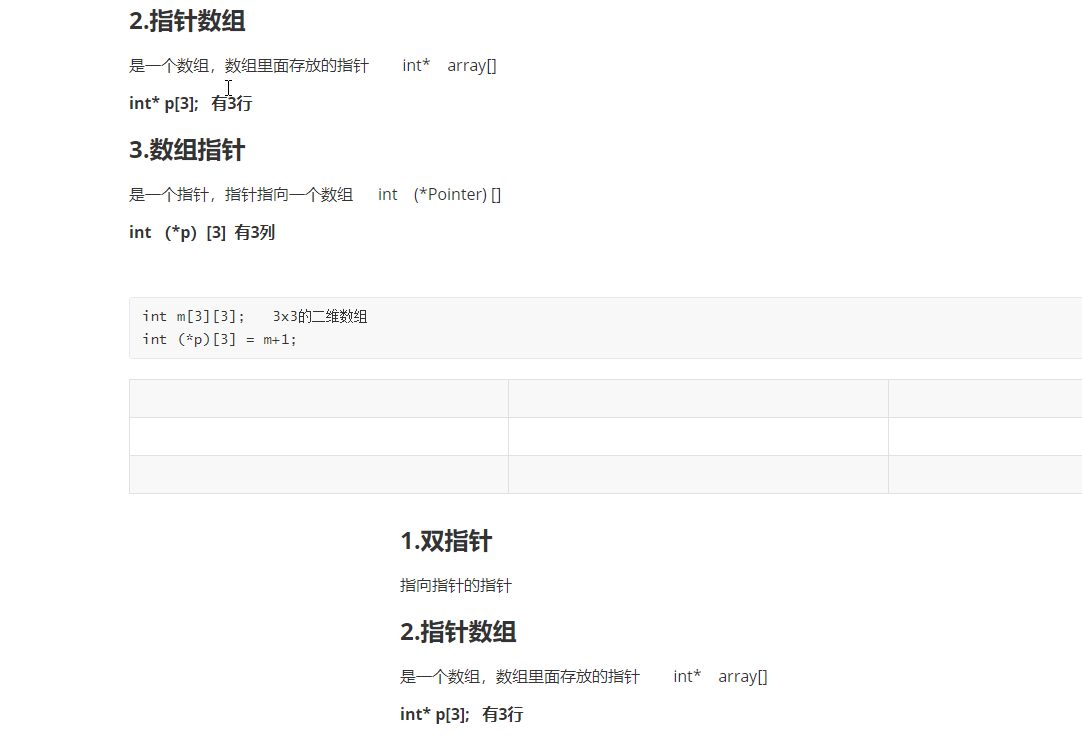 2.指针数组
是一个数组，数组里面存放的指针 int* array[]
int* p[3]; 有3行
3.数组指针
是一个指针，指针指向一个数组 int (*Pointer) []
int （*p）[3] 有3列
int m[3][3]; 3x3的二维数组
int (*p)[3] = m+1;
1.双指针
指向指针的指针
2.指针数组
是一个数组，数组里面存放的指针 int* array[]
int* p[3]; 有3行